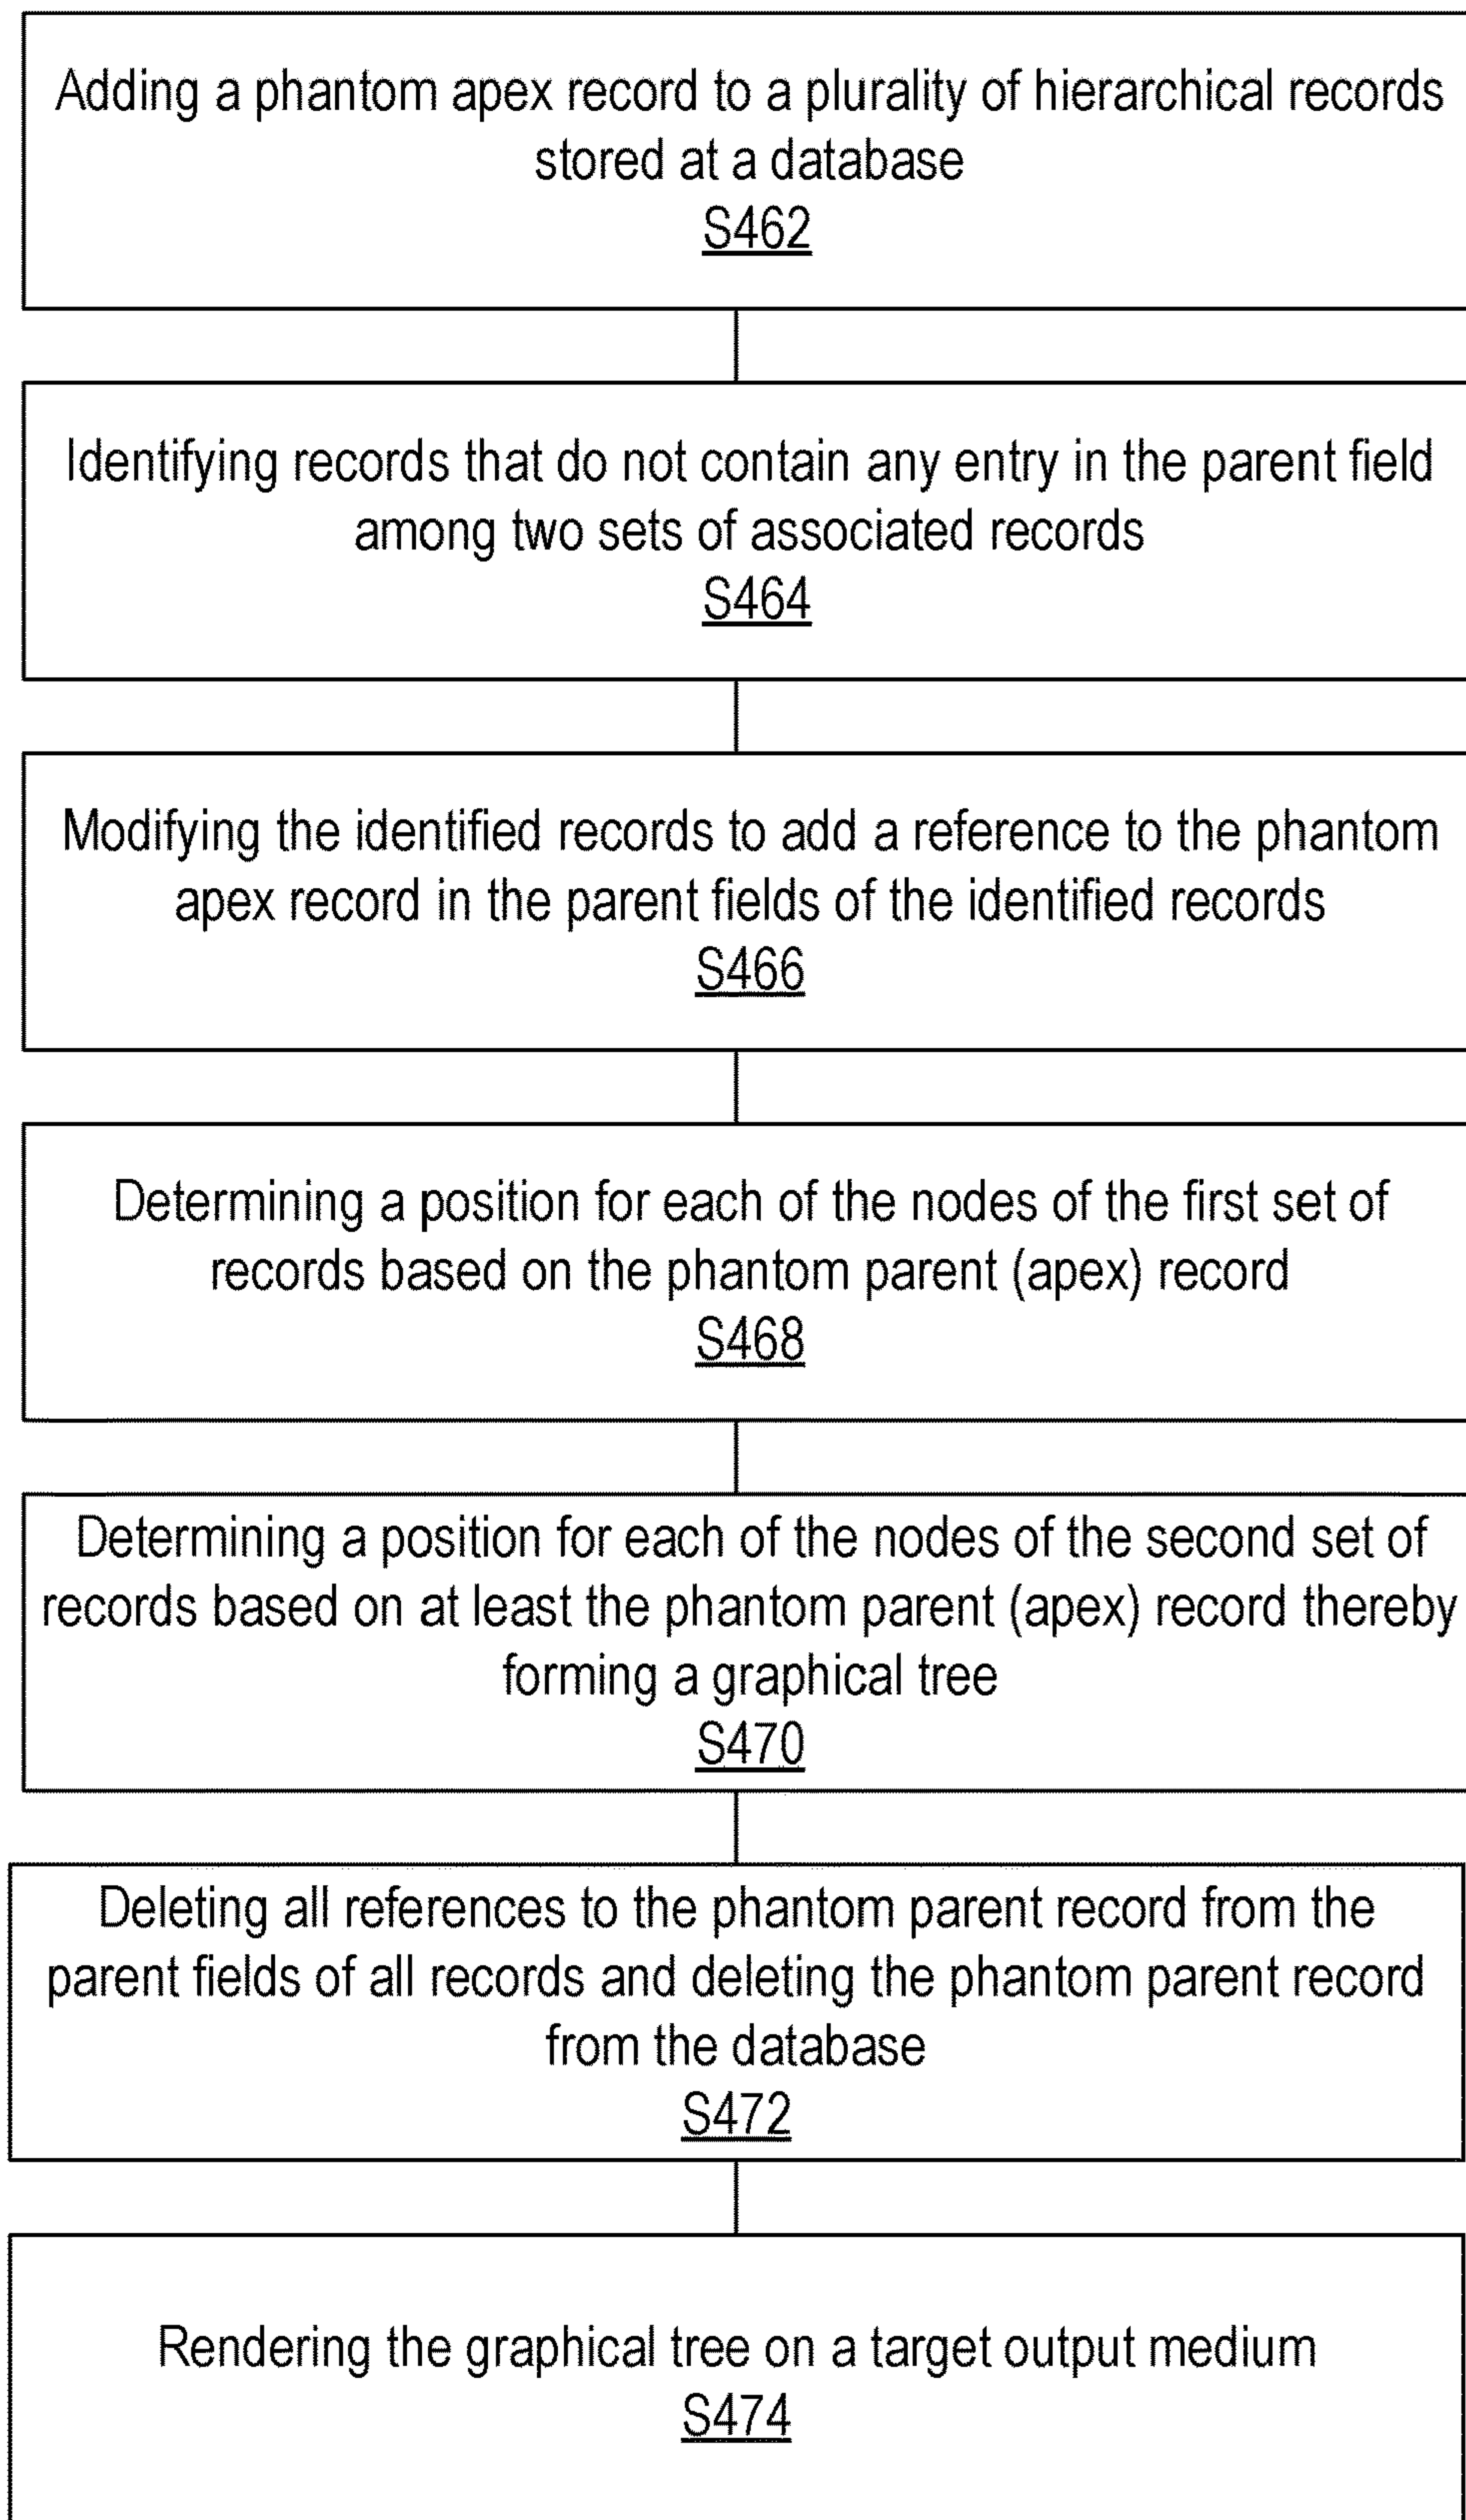 Adding a phantom apex record to a plurality of hierarchical records
stored at a database
S462
Identifying records that do not contain any entry in the parent field
among two sets of associated records
S464
Modifying the identified records to add a reference to the phantom
apex record in the parent fields of the identified records
S466
Determining a position for each of the nodes of the first set of
records based on the phantom parent (apex) record
S468
Determining a position for each of the nodes of the second set of
records based on at least the phantom parent (apex) record thereby
forming a graphical tree
S470
Deleting all references to the phantom parent record from the
parent fields of all records and deleting the phantom parent record
from the database
S472
Rendering the graphical tree on a target output medium
S474